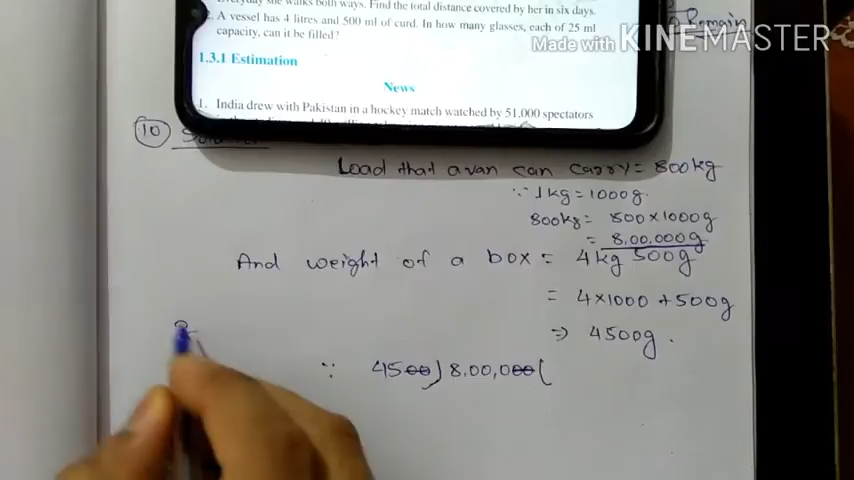 Everyday she walks both ways. Find the total distance covered by her in six days.
2. A vessel has 4 litres and 500 ml of curd. In how many glasses, each of 25 ml
capacity, can it be filled?
Remain
Made with KINEMASTER
1.3.1 Estimation
News
1. India drew with Pakistan in a hockey match watched by 51,000 spectators
10
Load that a van can carry = 800kg
∵ 1kg = 1000g.
800kg = 800×1000g
= 8,00,000g
And weight of a box = 4kg 500g
= 4×1000 + 500g
⇒ 4500g.
∵ 4500)8,00,000(